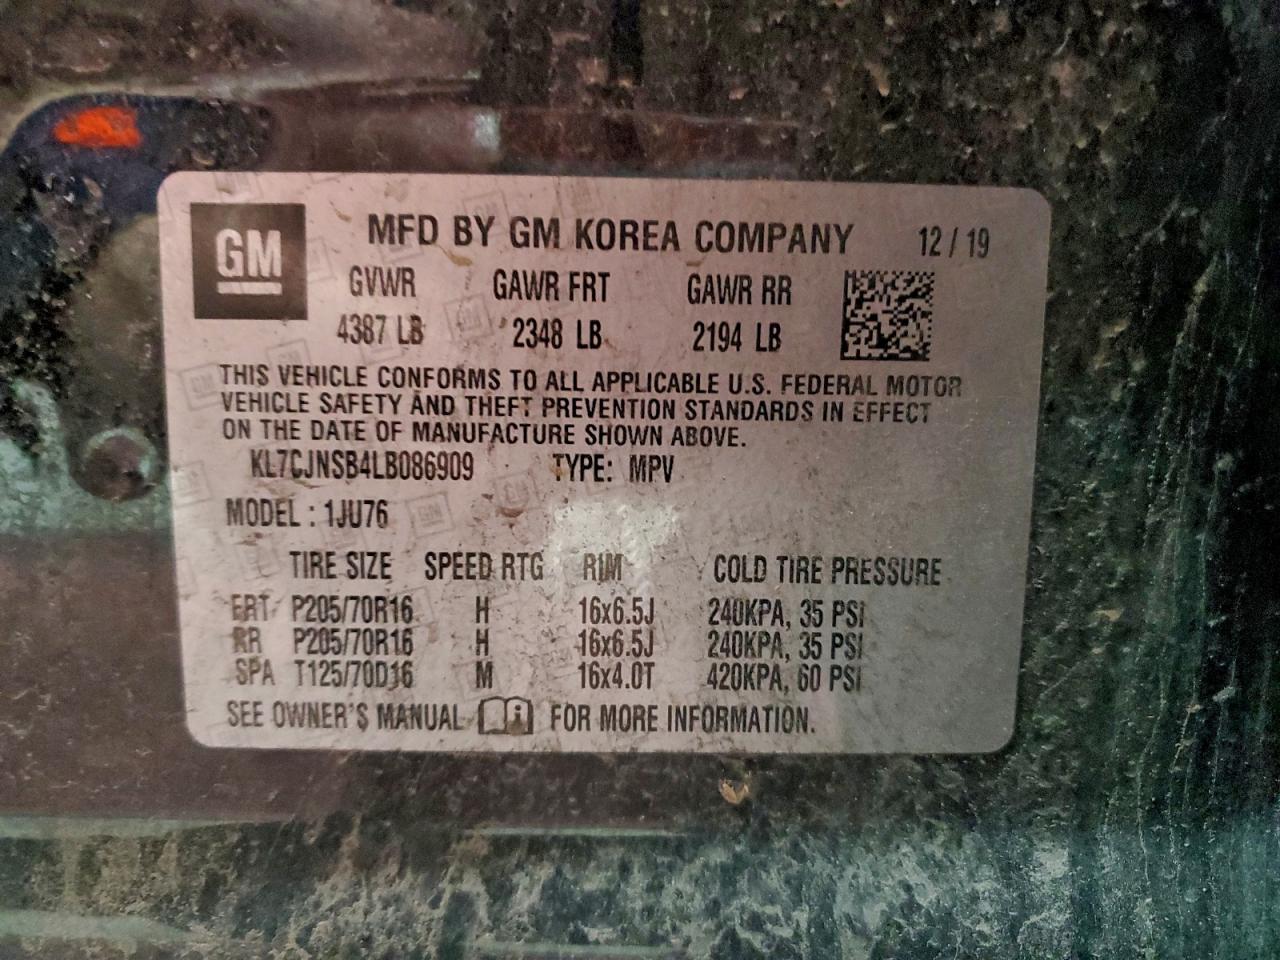 GM MFD BY GM KOREA COMPANY 12 / 19
GVWR GAWR FRT GAWR RR
4387 LB 2348 LB 2194 LB
THIS VEHICLE CONFORMS TO ALL APPLICABLE U.S. FEDERAL MOTOR
VEHICLE SAFETY AND THEFT PREVENTION STANDARDS IN EFFECT
ON THE DATE OF MANUFACTURE SHOWN ABOVE.
KL7CJNSB4LB086909 TYPE: MPV
MODEL : 1JU76
TIRE SIZE SPEED RTG RIM COLD TIRE PRESSURE
FRT P205/70R16 H 16x6.5J 240KPA, 35 PSI
RR P205/70R16 H 16x6.5J 240KPA, 35 PSI
SPA T125/70D16 M 16x4.0T 420KPA, 60 PSI
SEE OWNER'S MANUAL i FOR MORE INFORMATION.